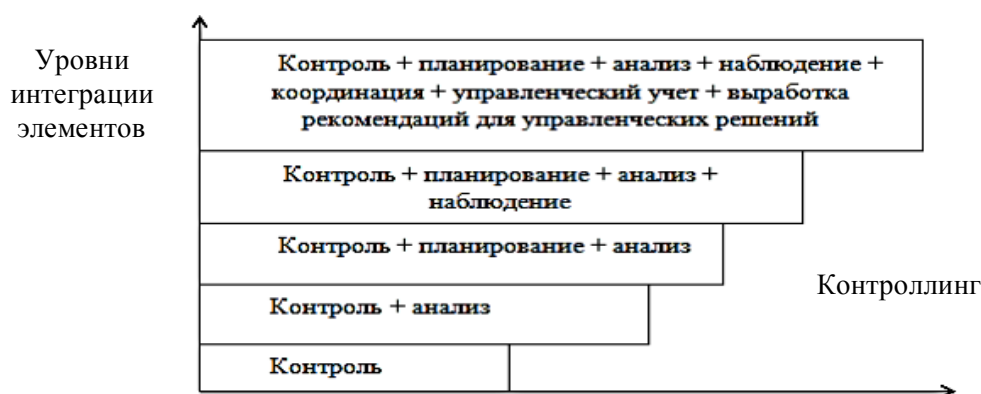 Уровни
интеграции
элементов
Контроль + планирование + анализ + наблюдение +
координация + управленческий учет + выработка
рекомендаций для управленческих решений
Контроль + планирование + анализ +
наблюдение
Контроль + планирование + анализ
Контроль + анализ
Контроль
Контроллинг